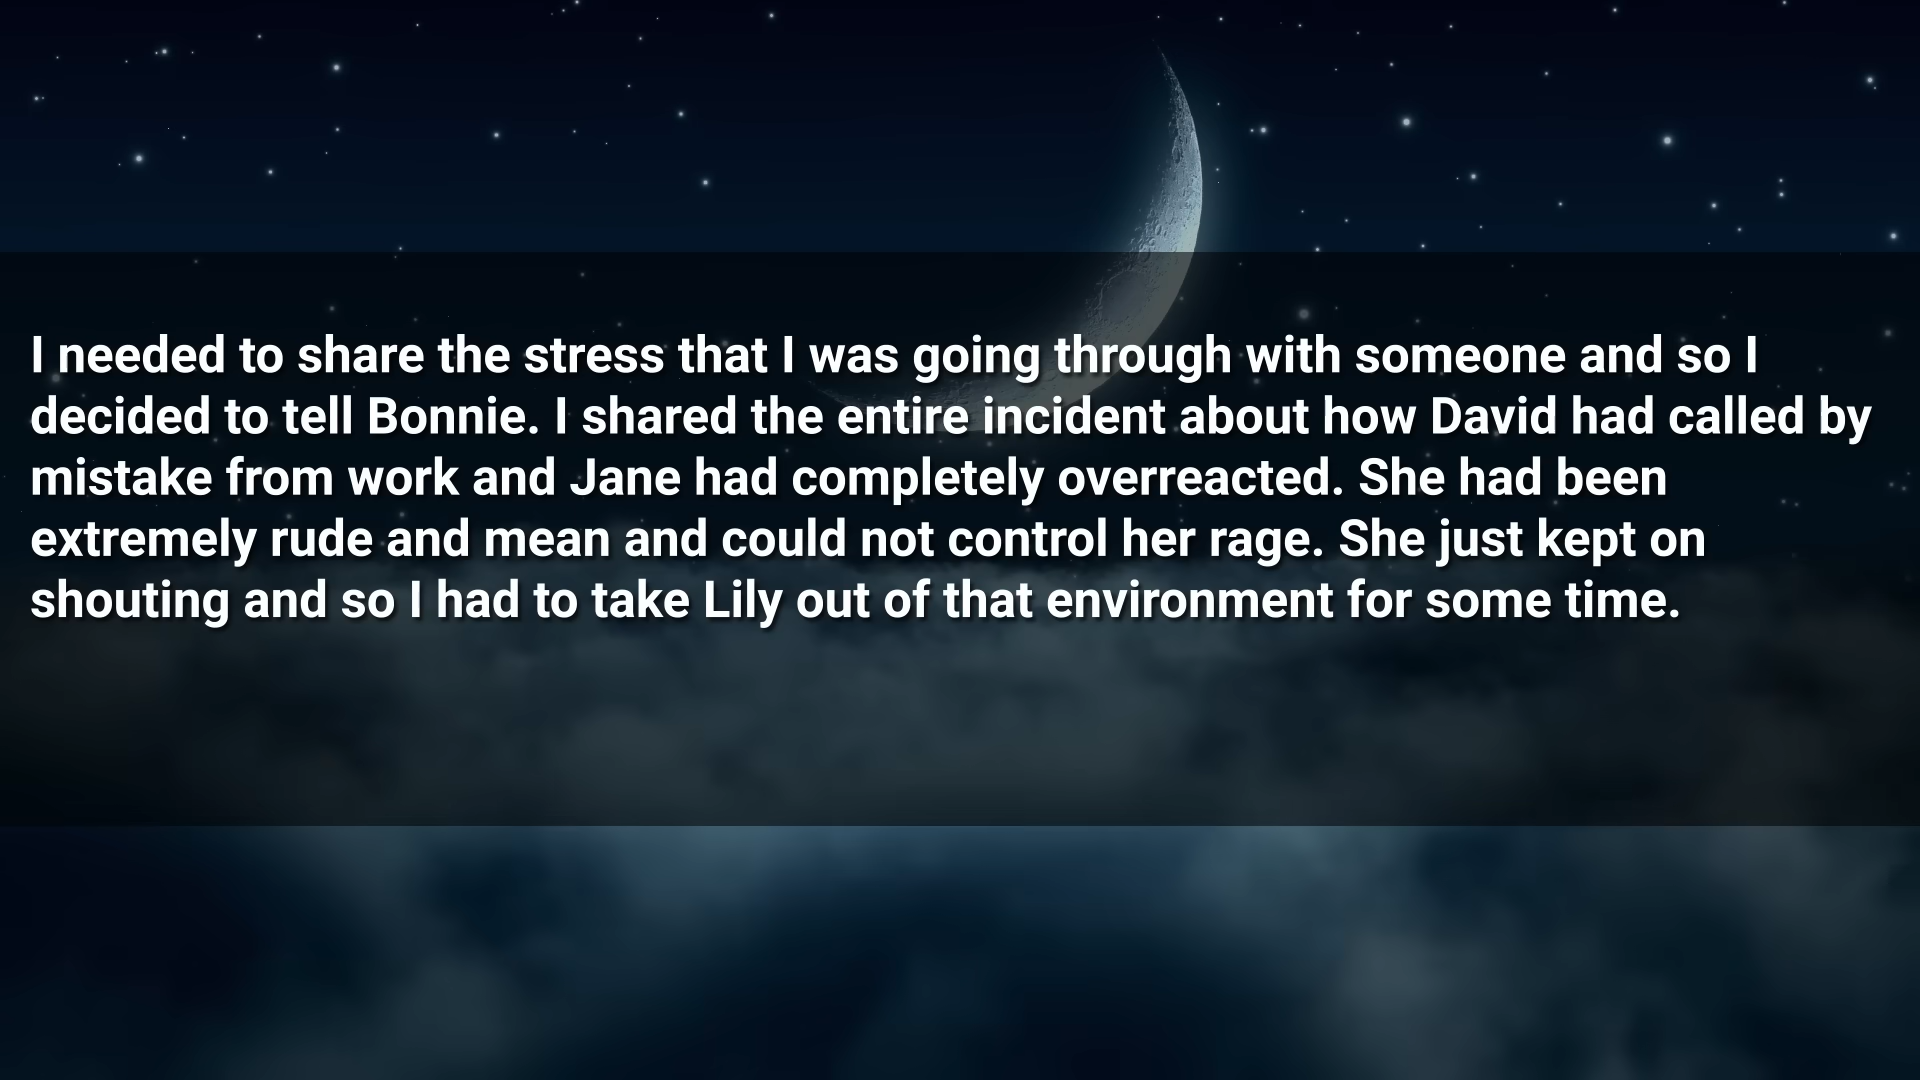 I needed to share the stress that I was going through with someone and so I
decided to tell Bonnie. I shared the entire incident about how David had called by
mistake from work and Jane had completely overreacted. She had been
extremely rude and mean and could not control her rage. She just kept on
shouting and so I had to take Lily out of that environment for some time.